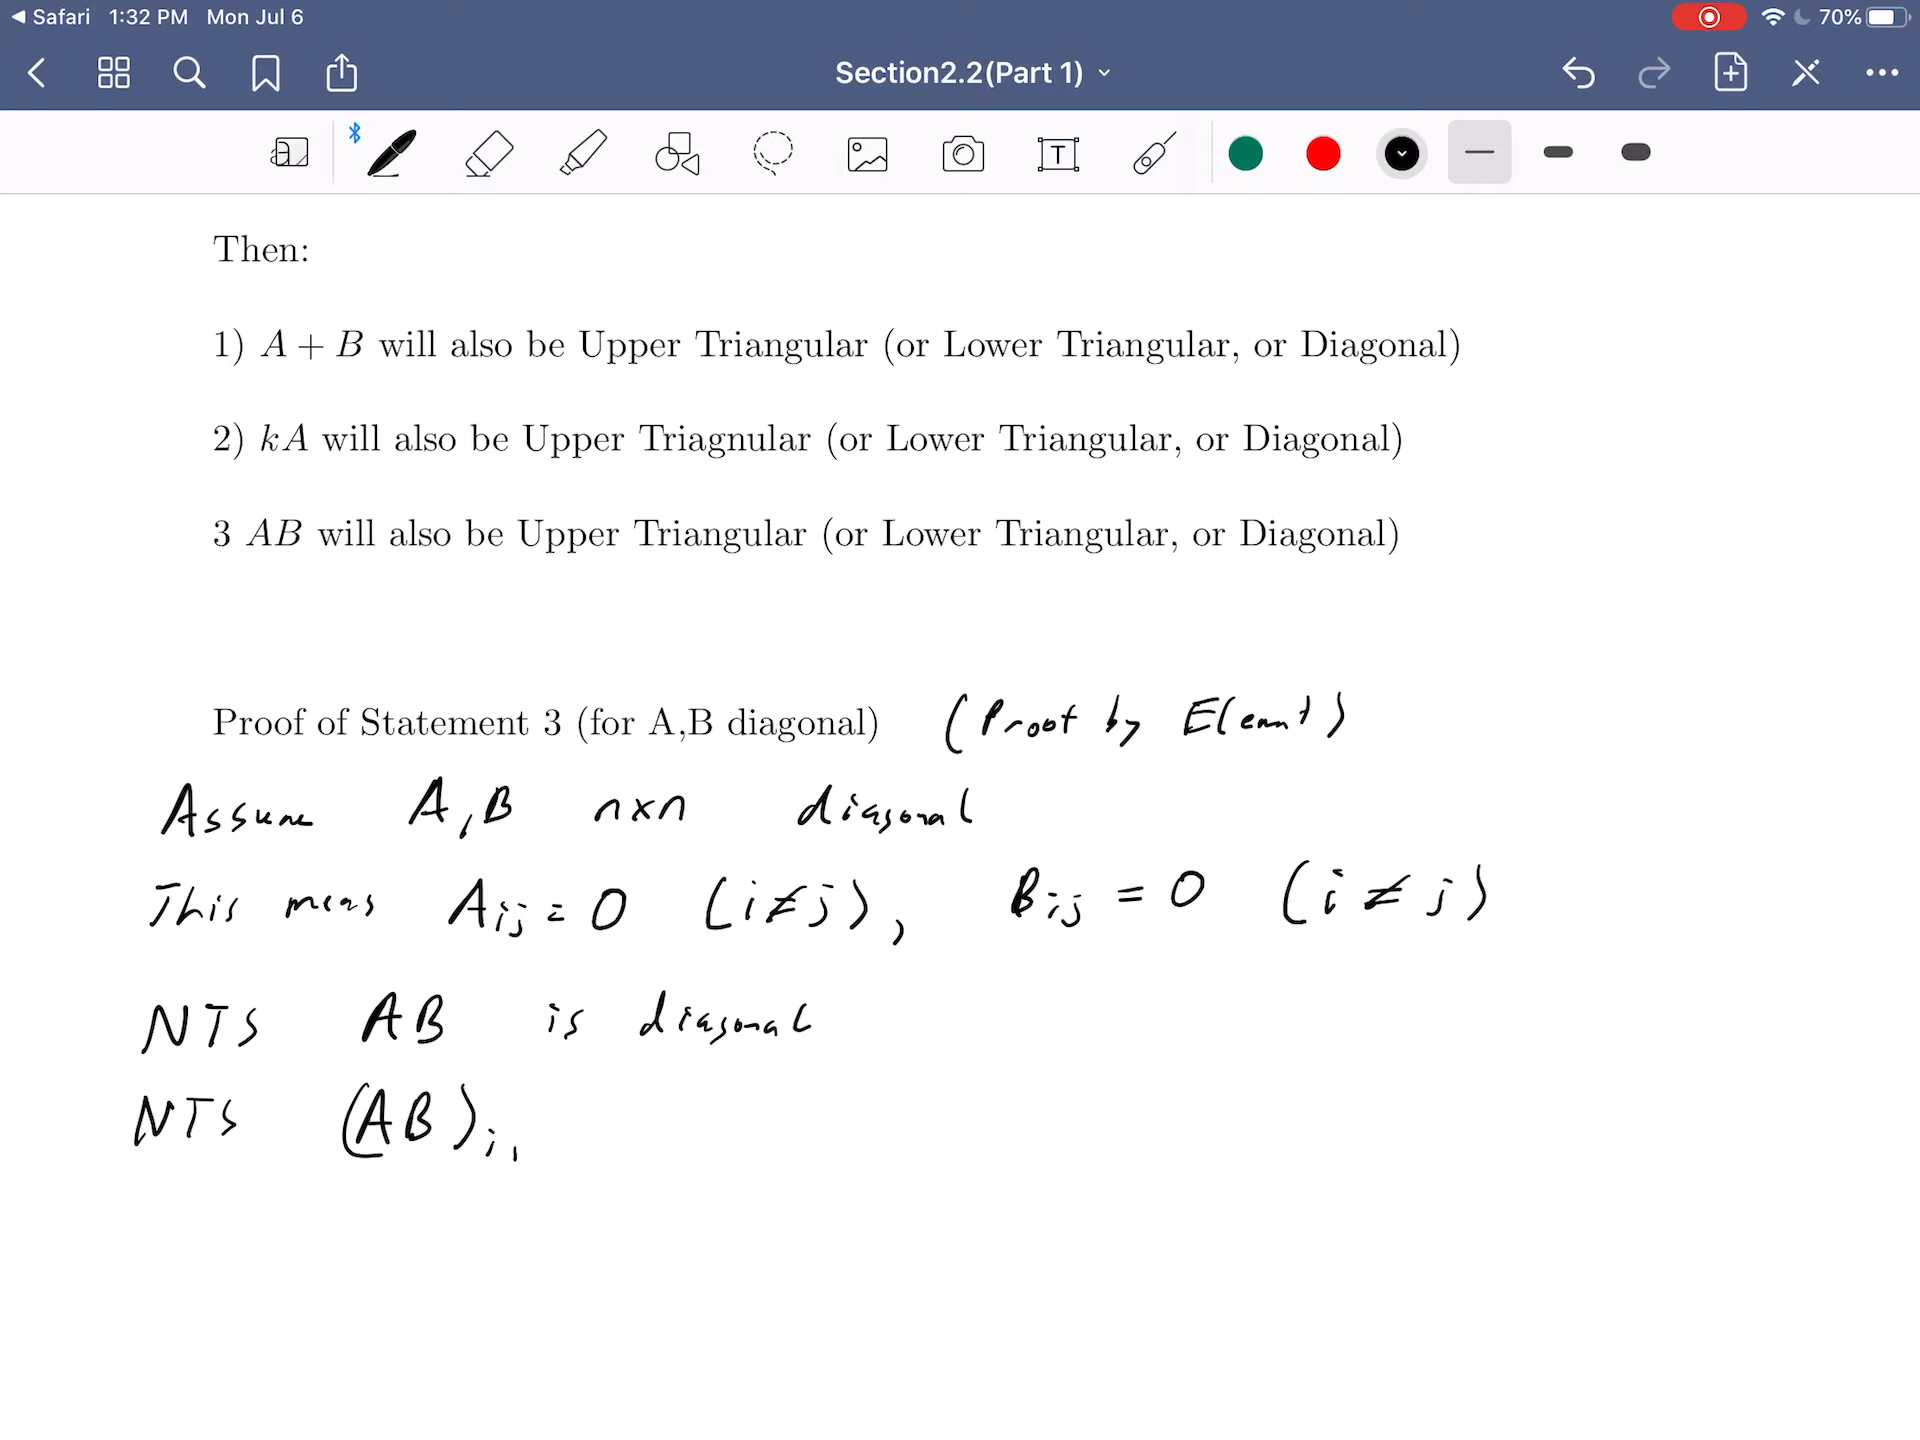 Safari 1:32 PM Mon Jul 6 70%
Section2.2(Part 1)
Then:
1) A + B will also be Upper Triangular (or Lower Triangular, or Diagonal)
2) kA will also be Upper Triagnular (or Lower Triangular, or Diagonal)
3 AB will also be Upper Triangular (or Lower Triangular, or Diagonal)
Proof of Statement 3 (for A,B diagonal) (Proof by Element)
Assume A,B nxn diagonal
This means Aij = 0 (i≠j), Bij = 0 (i ≠ j)
NTS AB is diagonal
NTS (AB)i